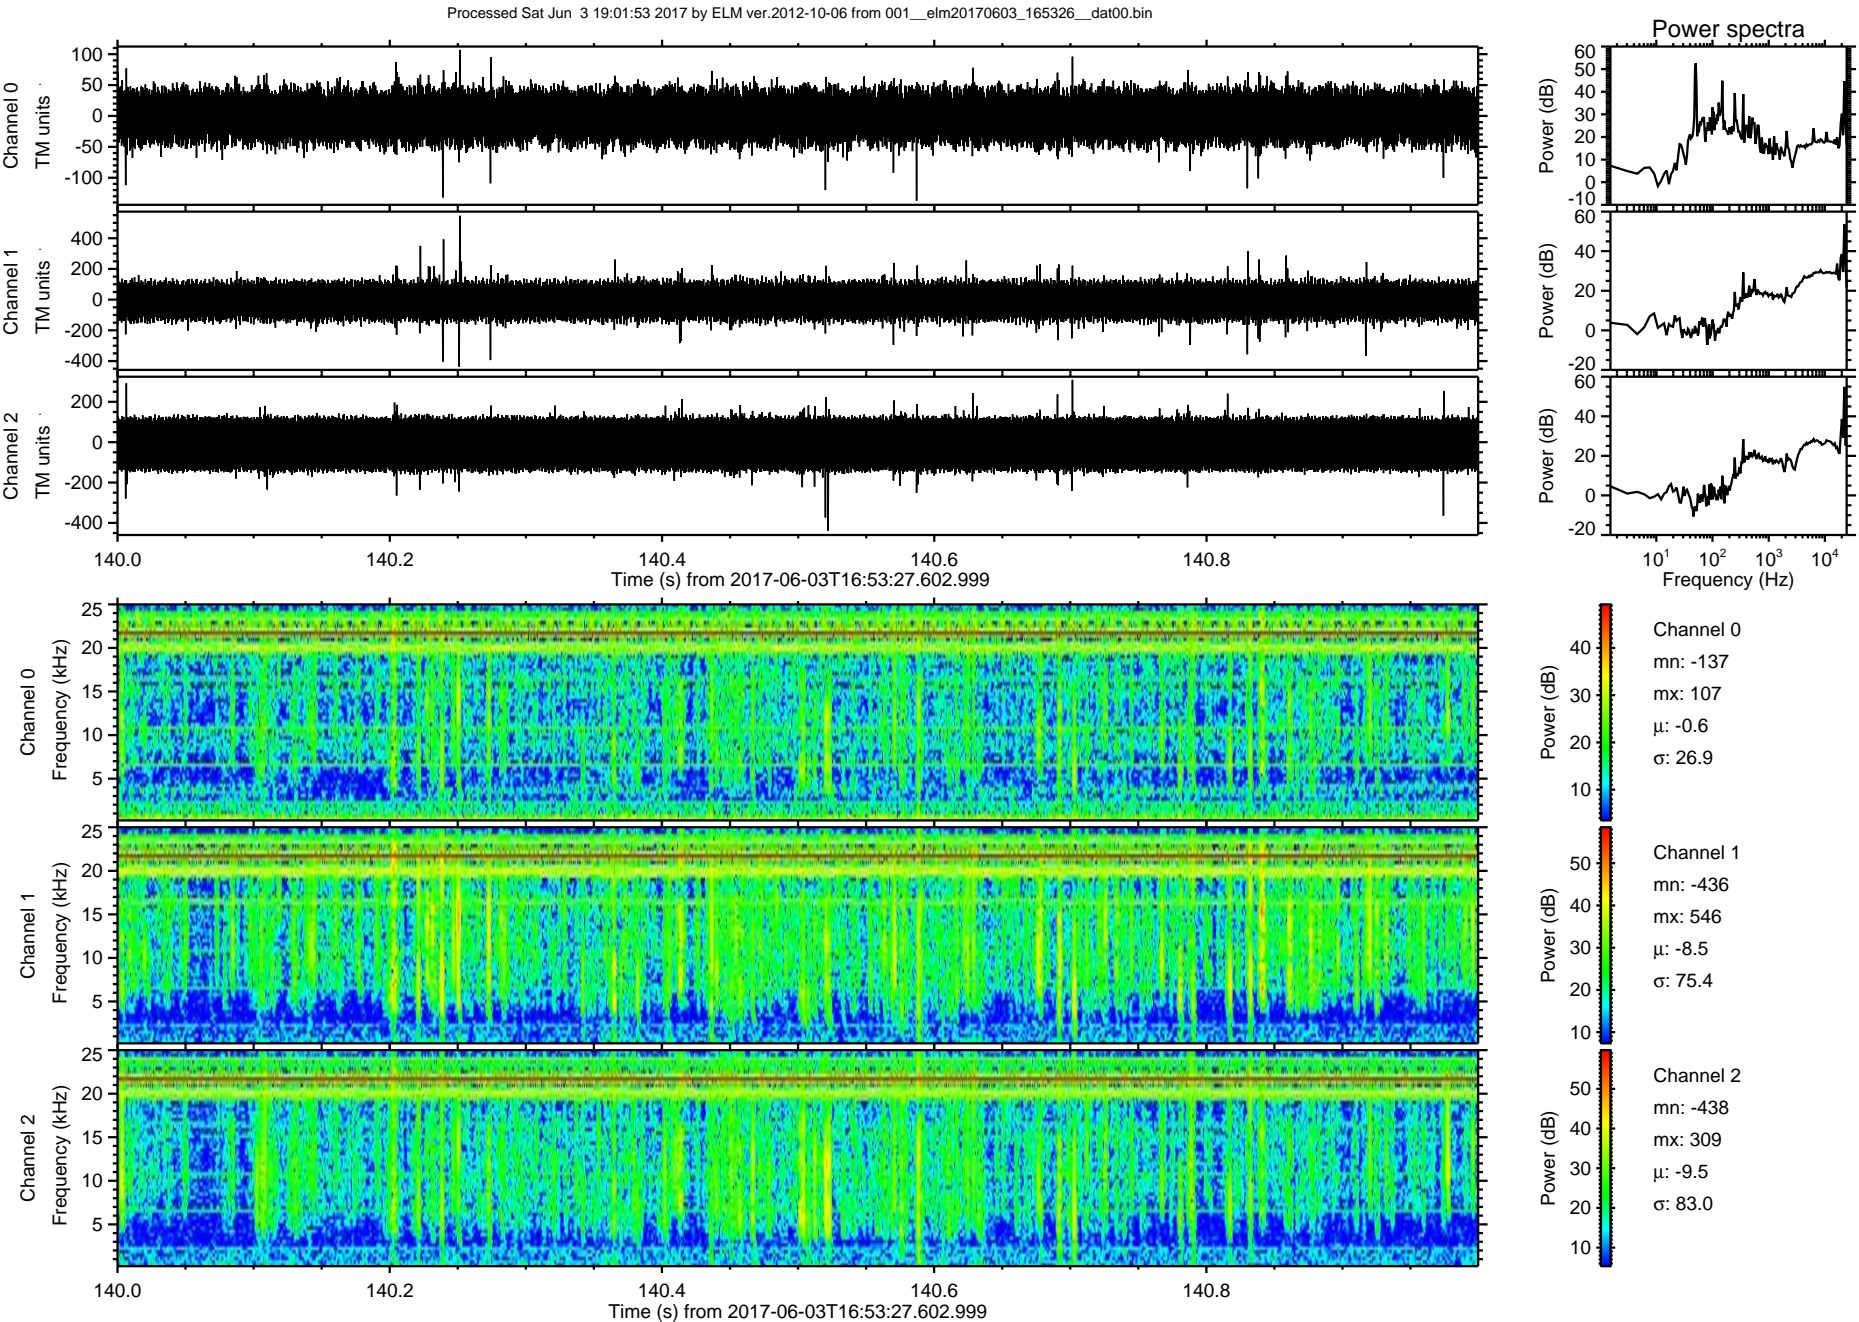 Processed Sat Jun  3 19:01:53 2017 by ELM ver.2012-10-06 from 001__elm20170603_165326__dat00.bin
Power spectra
Channel 0
TM units
100
50
0
-50
-100
Power (dB)
60
50
40
30
20
10
0
-10
Channel 1
TM units
400
200
0
-200
-400
Power (dB)
60
40
20
0
-20
Channel 2
TM units
200
0
-200
-400
Power (dB)
60
40
20
0
-20
140.0 140.2 140.4 140.6 140.8
Time (s) from 2017-06-03T16:53:27.602.999
10^1 10^2 10^3 10^4
Frequency (Hz)
Channel 0
Frequency (kHz)
25
20
15
10
5
Power (dB)
40
30
20
10
Channel 0
mn: -137
mx: 107
µ: -0.6
σ: 26.9
Channel 1
Frequency (kHz)
25
20
15
10
5
Power (dB)
50
40
30
20
10
Channel 1
mn: -436
mx: 546
µ: -8.5
σ: 75.4
Channel 2
Frequency (kHz)
25
20
15
10
5
Power (dB)
50
40
30
20
10
Channel 2
mn: -438
mx: 309
µ: -9.5
σ: 83.0
140.0 140.2 140.4 140.6 140.8
Time (s) from 2017-06-03T16:53:27.602.999